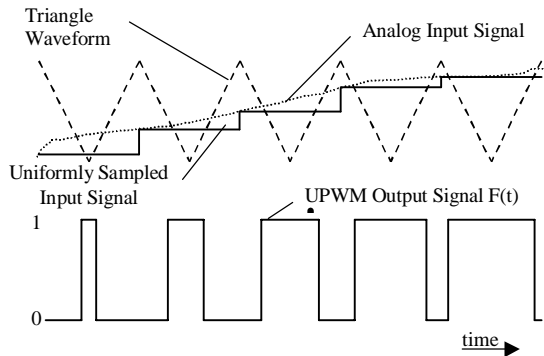 Triangle
Waveform
Analog Input Signal
Uniformly Sampled
Input Signal
UPWM Output Signal F(t)
1
0
time